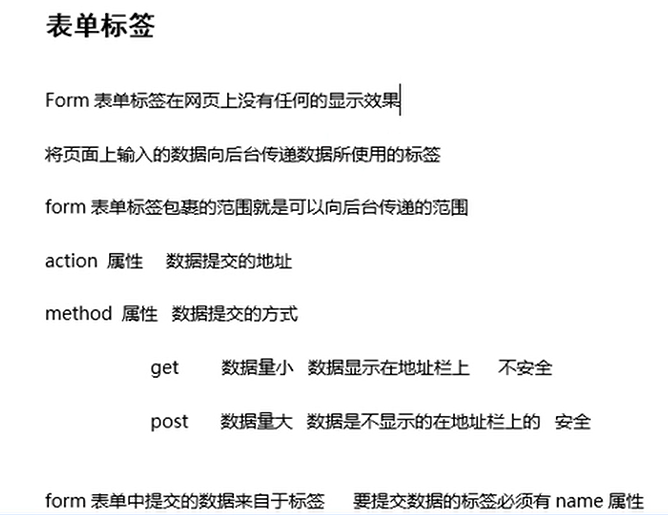 表单标签
Form 表单标签在网页上没有任何的显示效果
将页面上输入的数据向后台传递数据所使用的标签
form 表单标签包裹的范围就是可以向后台传递的范围
action 属性 数据提交的地址
method 属性 数据提交的方式
get 数据量小 数据显示在地址栏上 不安全
post 数据量大 数据是不显示的在地址栏上的 安全
form 表单中提交的数据来自于标签 要提交数据的标签必须有 name 属性